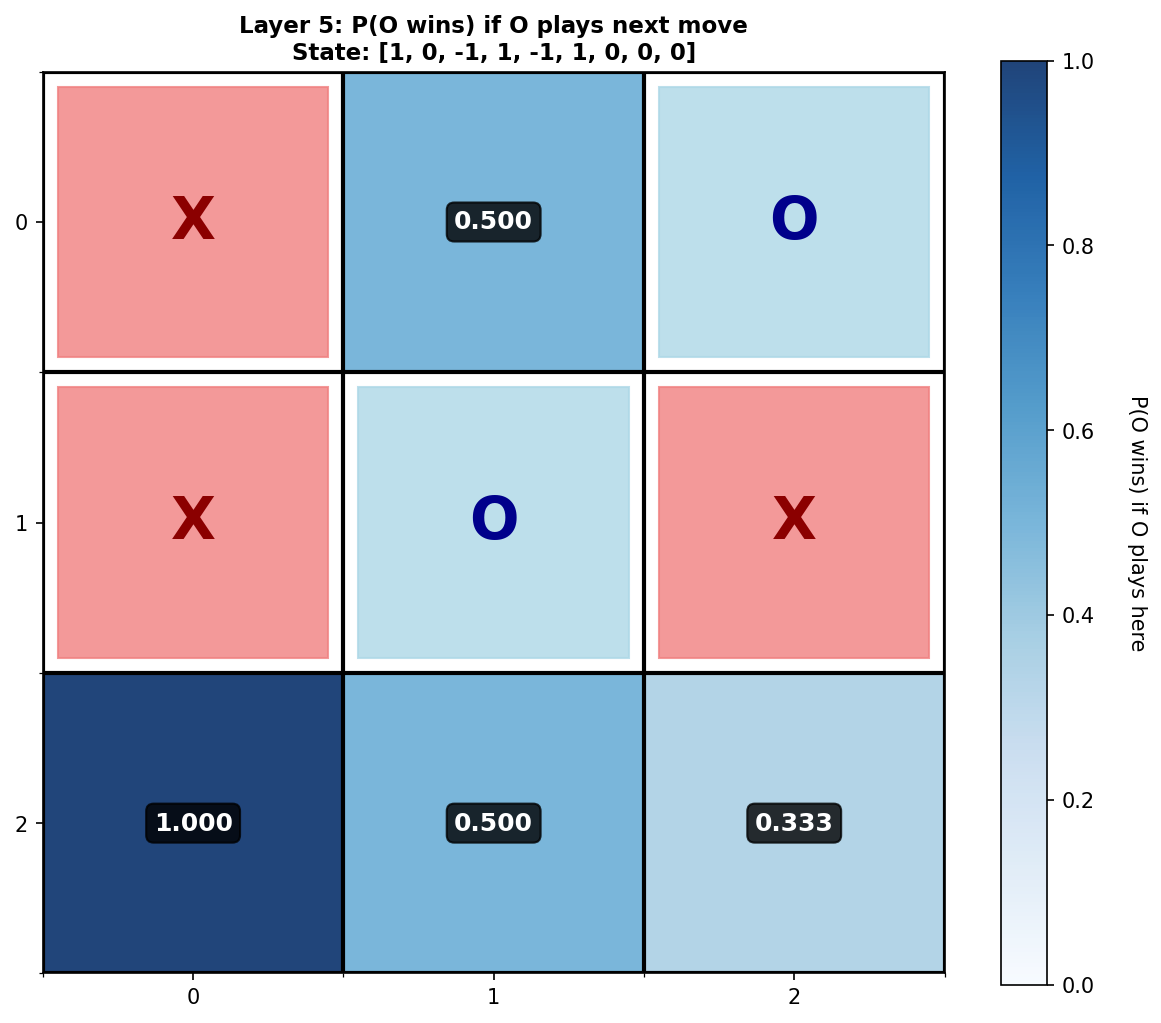 Layer 5: P(O wins) if O plays next move
State: [1, 0, -1, 1, -1, 1, 0, 0, 0]
X 0.500 O
X O X
1.000 0.500 0.333
0
1
2
0 1 2
1.0
0.8
0.6
0.4
0.2
0.0
P(O wins) if O plays here